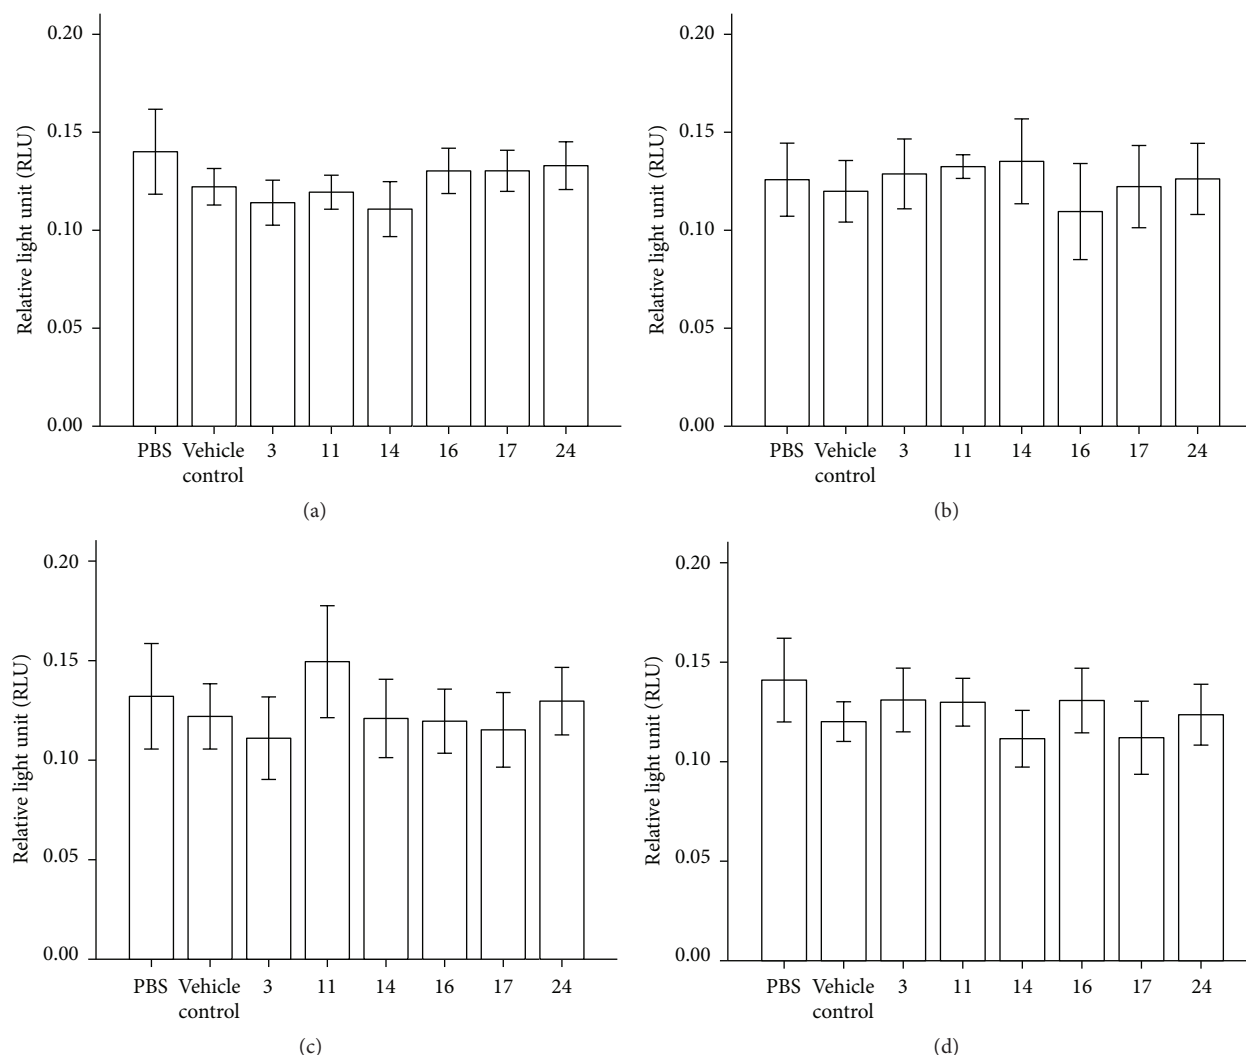 0.20
0.15
0.10
0.05
0.00
Relative light unit (RLU)
PBS Vehicle control 3 11 14 16 17 24
(a)
0.20
0.15
0.10
0.05
0.00
Relative light unit (RLU)
PBS Vehicle control 3 11 14 16 17 24
(b)
0.20
0.15
0.10
0.05
0.00
Relative light unit (RLU)
PBS Vehicle control 3 11 14 16 17 24
(c)
0.20
0.15
0.10
0.05
0.00
Relative light unit (RLU)
PBS Vehicle control 3 11 14 16 17 24
(d)